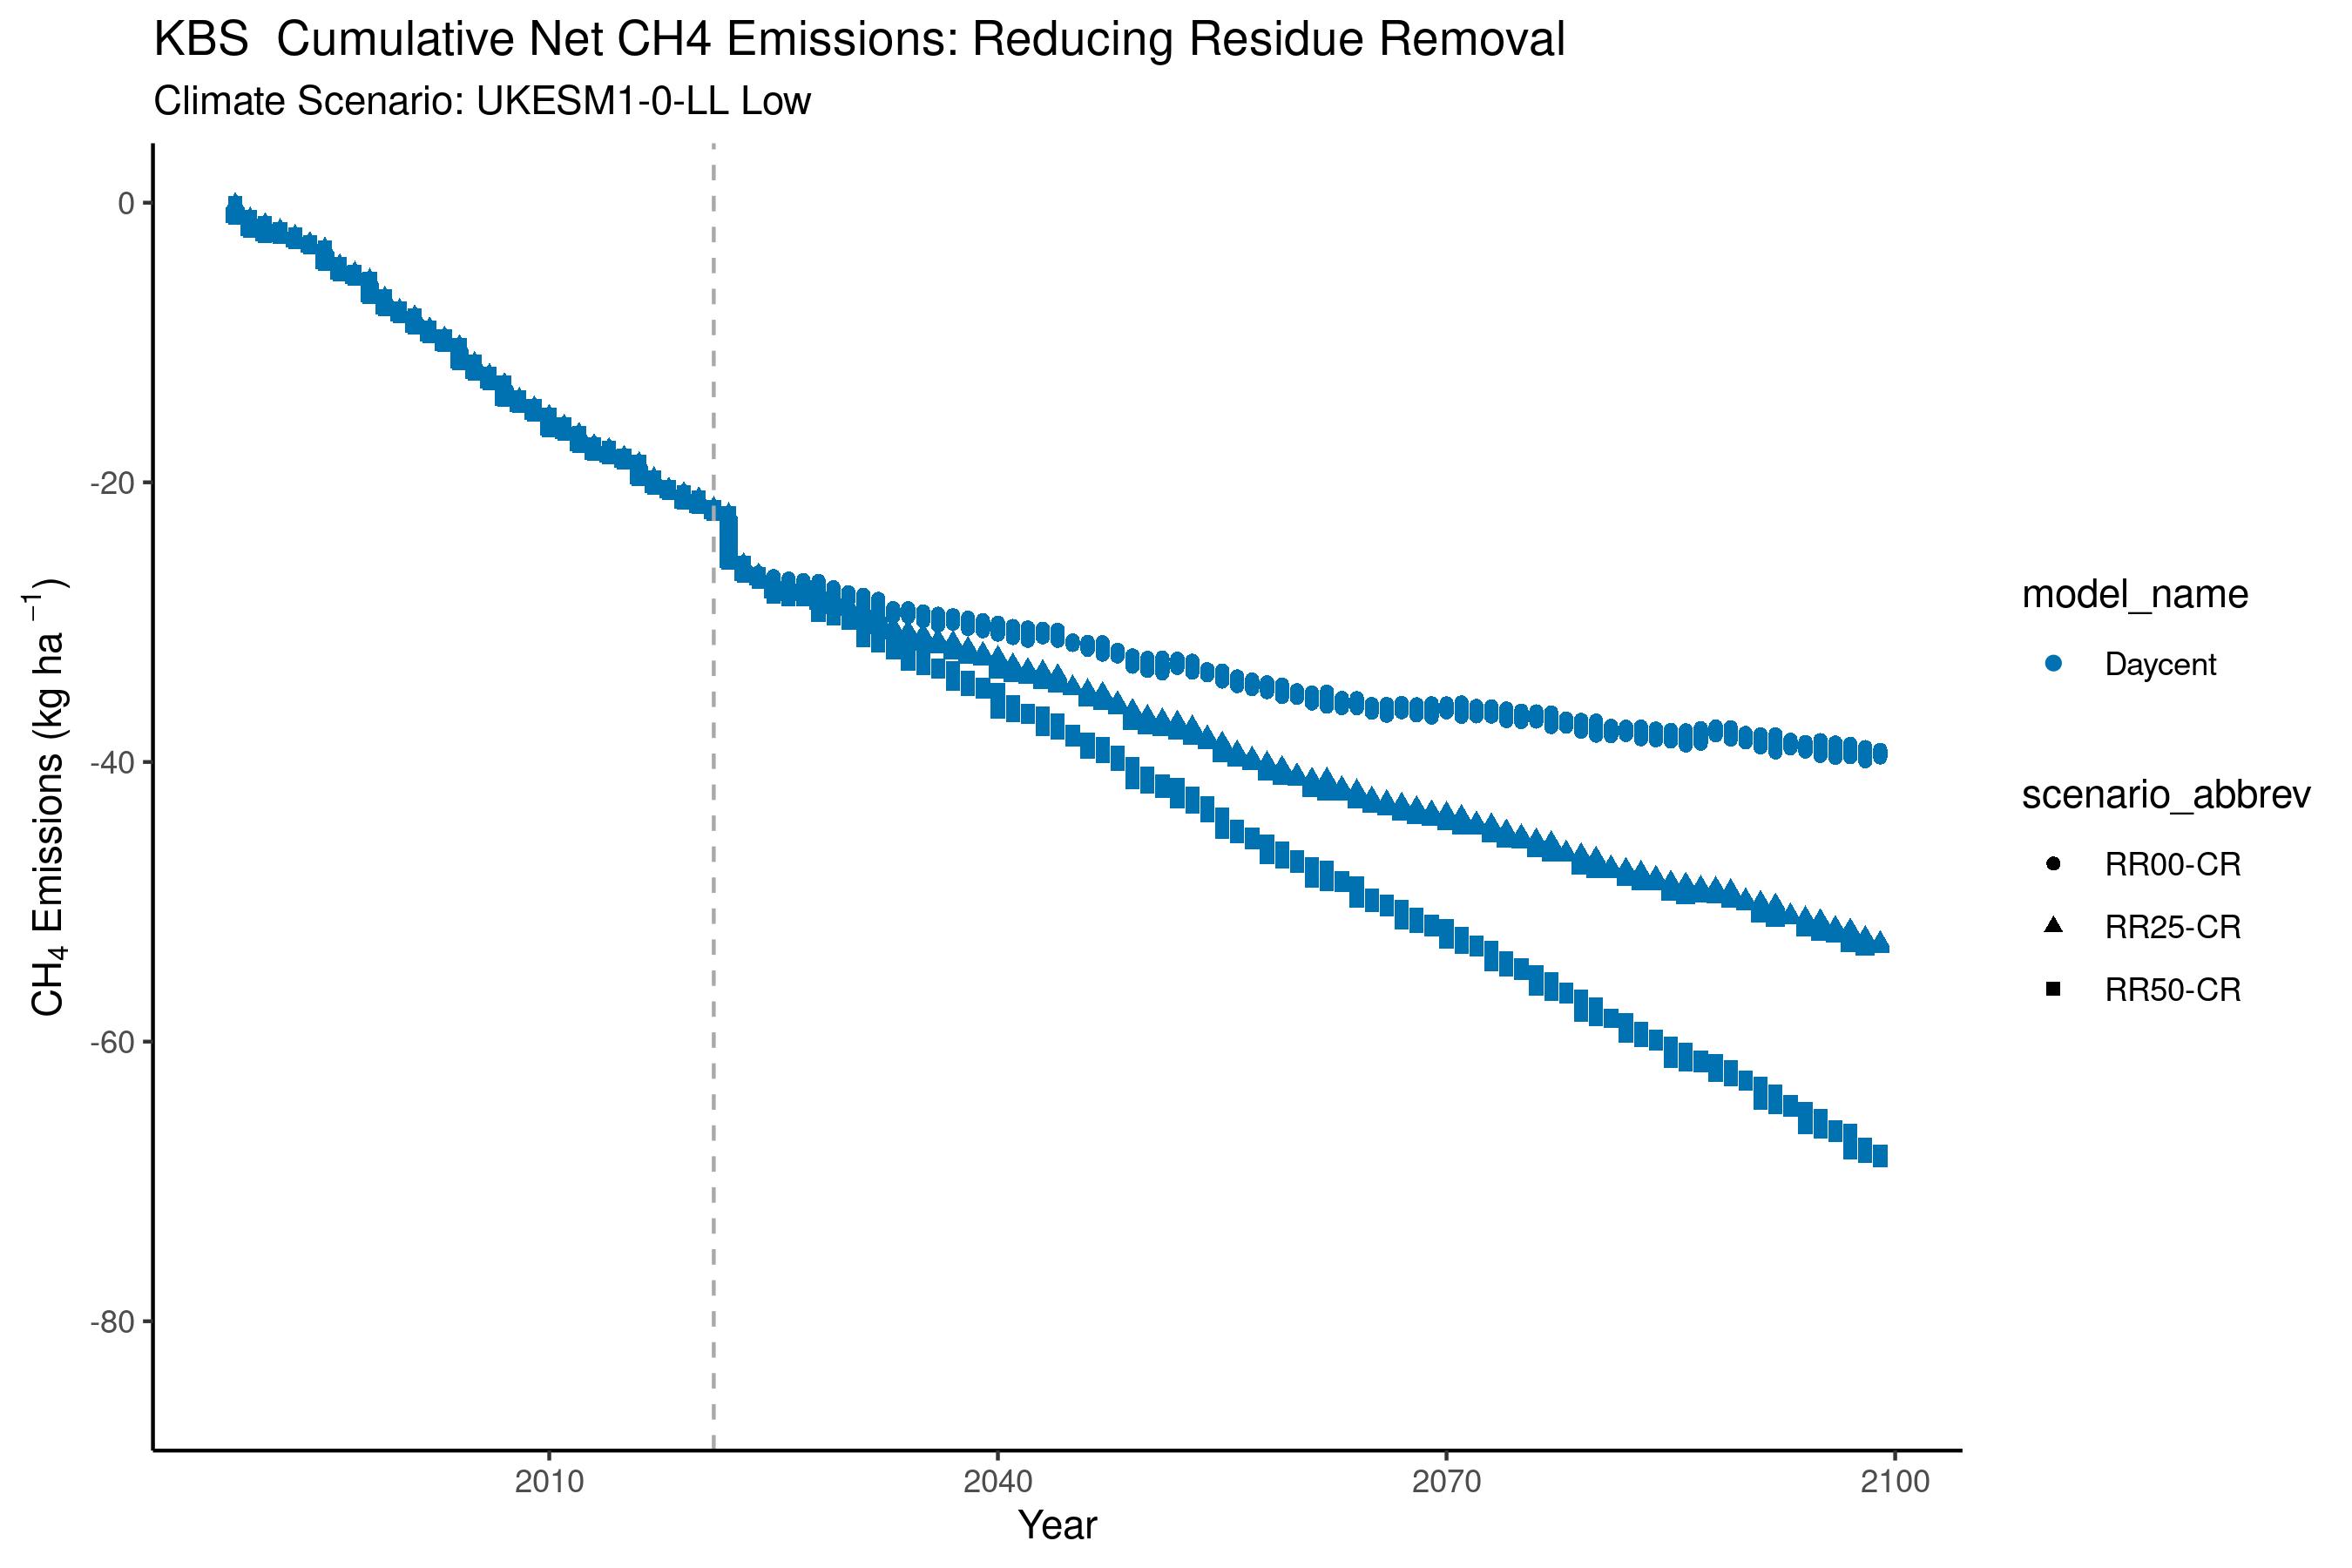 KBS  Cumulative Net CH4 Emissions: Reducing Residue Removal
Climate Scenario: UKESM1-0-LL Low
CH4 Emissions (kg ha −1)
0
-20
-40
-60
-80
2010
2040
2070
2100
Year
model_name
Daycent
scenario_abbrev
RR00-CR
RR25-CR
RR50-CR